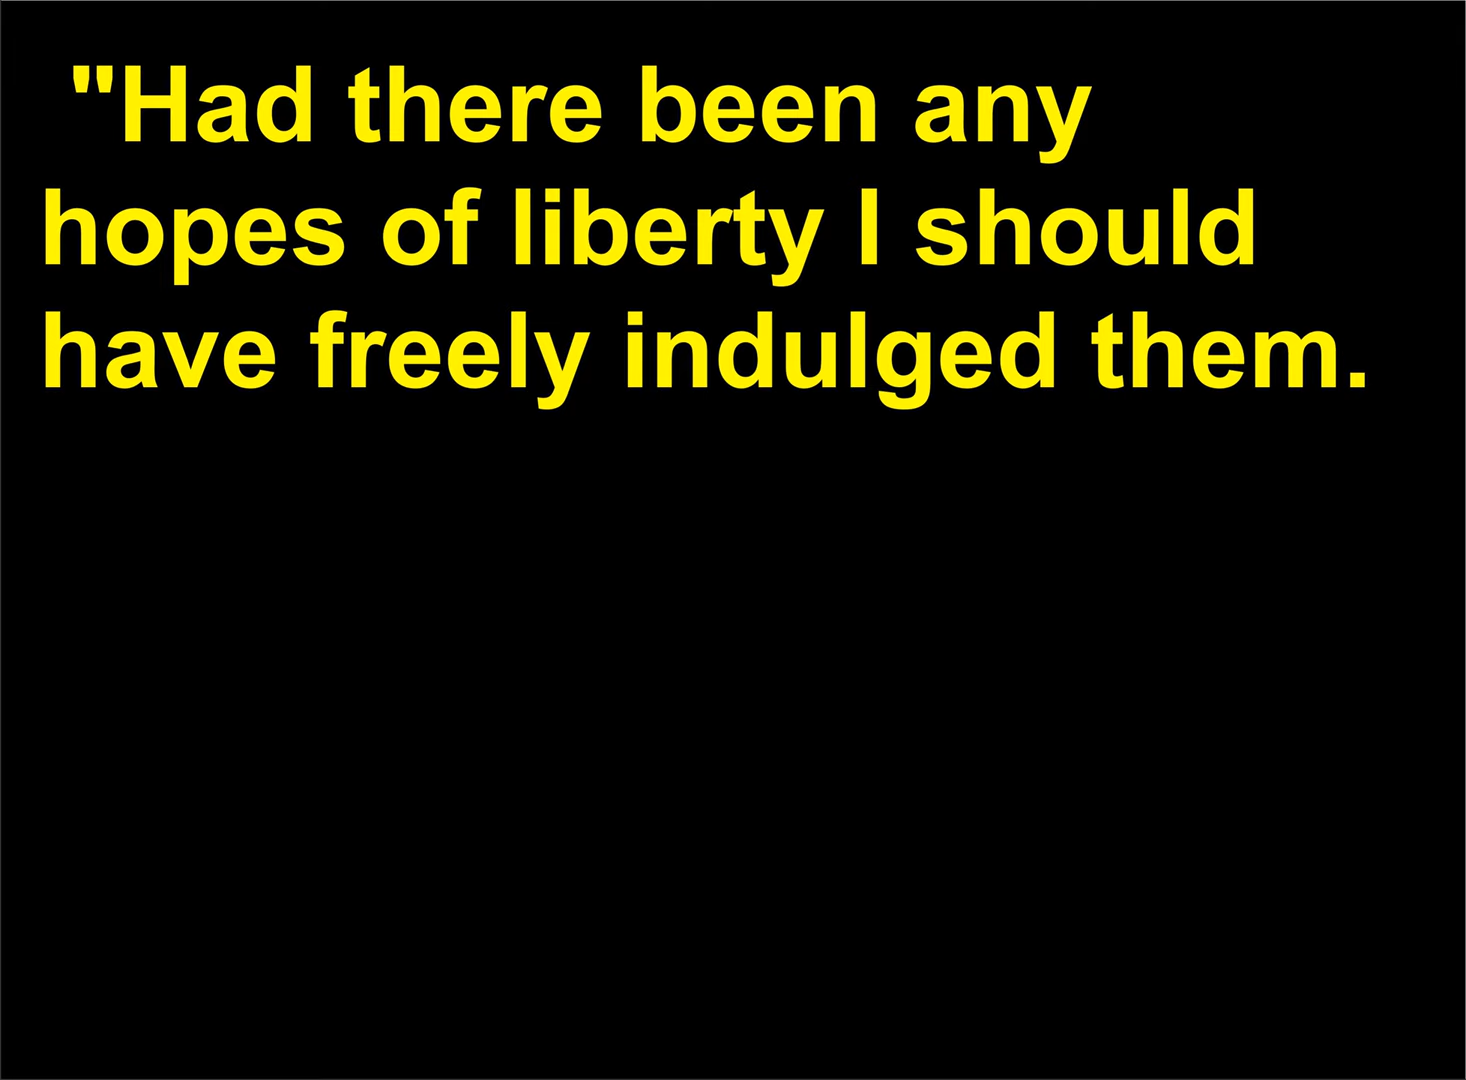 "Had there been any
hopes of liberty I should
have freely indulged them.